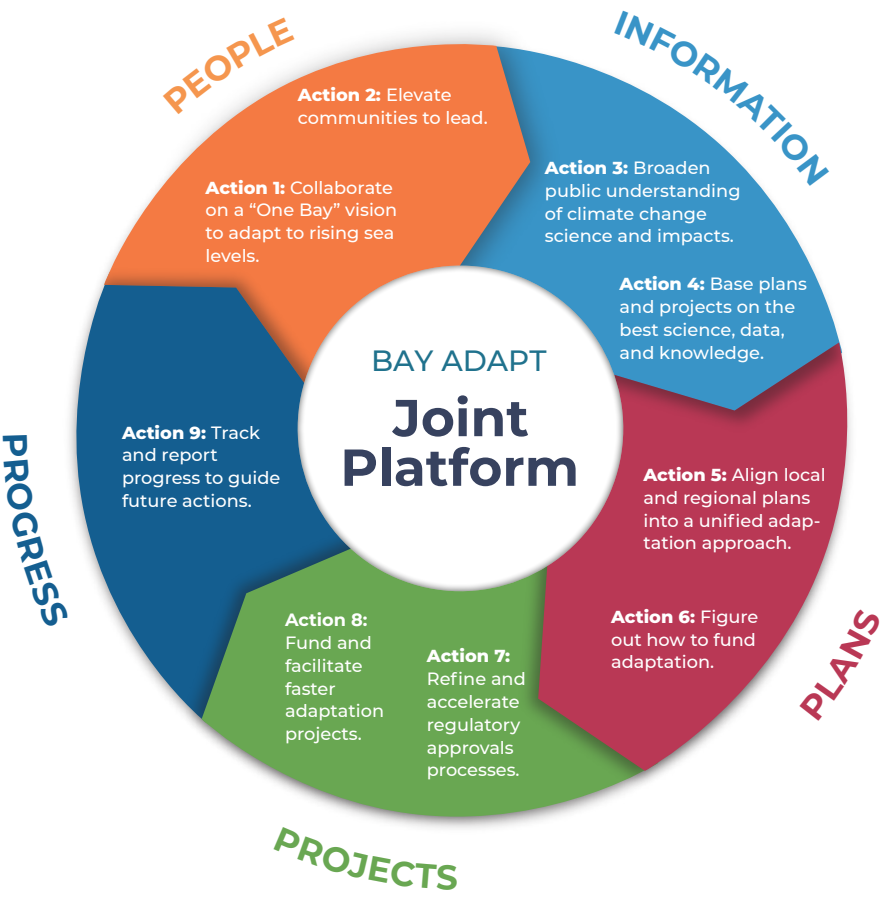 PEOPLE
Action 2: Elevate
communities to lead.
Action 1: Collaborate
on a “One Bay” vision
to adapt to rising sea
levels.
INFORMATION
Action 3: Broaden
public understanding
of climate change
science and impacts.
Action 4: Base plans
and projects on the
best science, data,
and knowledge.
BAY ADAPT
Joint
Platform
PLANS
Action 5: Align local
and regional plans
into a unified adap-
tation approach.
Action 6: Figure
out how to fund
adaptation.
PROJECTS
Action 7:
Refine and
accelerate
regulatory
approvals
processes.
Action 8:
Fund and
facilitate
faster
adaptation
projects.
PROGRESS
Action 9: Track
and report
progress to guide
future actions.